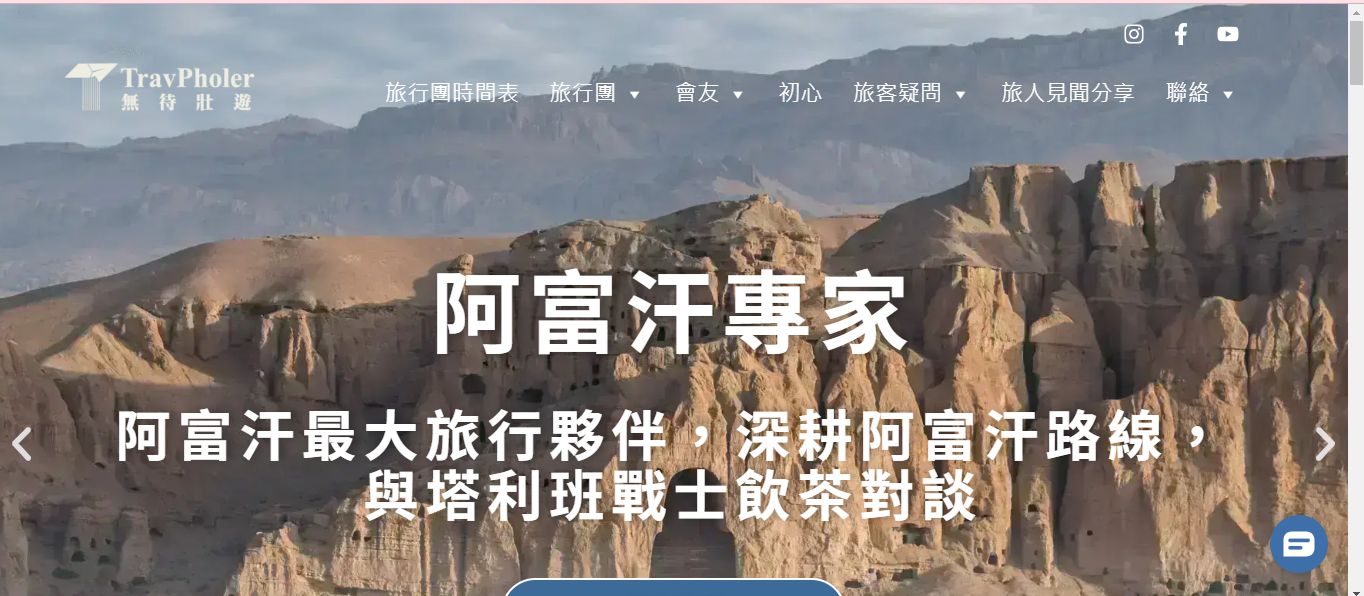 TravPholer
無待壯遊
旅行團時間表 旅行團 會友 初心 旅客疑問 旅人見聞分享 聯絡
阿富汗專家
阿富汗最大旅行夥伴，深耕阿富汗路線，
與塔利班戰士飲茶對談